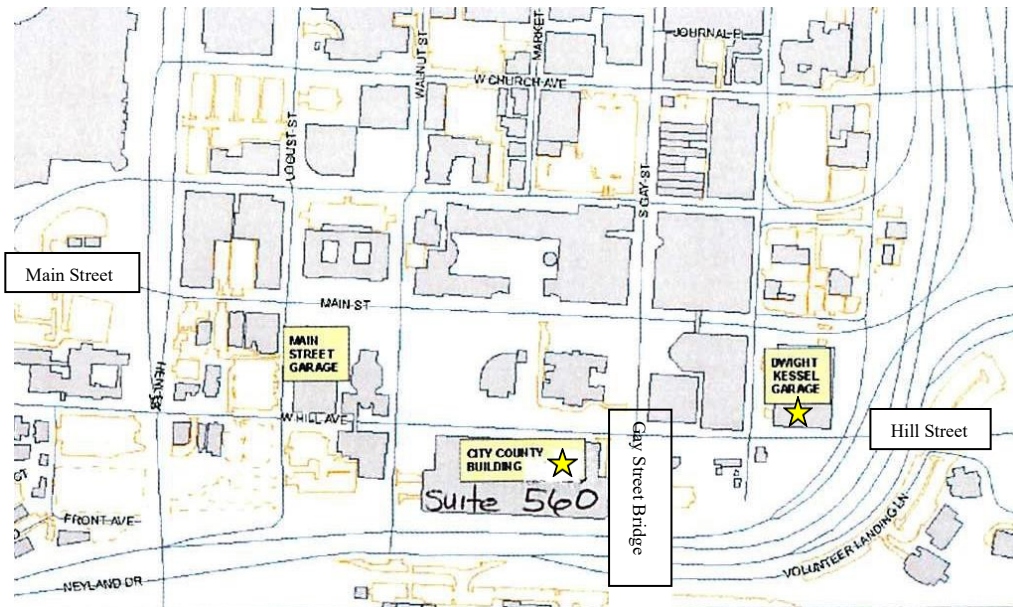 JOURNAL PL
MARKET
WALNUT ST
W CHURCH AVE
LOCUST ST
S GAY ST
Main Street
MAIN ST
MAIN
STREET
GARAGE
DWIGHT
KESSEL
GARAGE
W HILL AVE
Hill Street
CITY COUNTY
BUILDING
Suite 560
Gay Street Bridge
FRONT AVE
VOLUNTEER LANDING LN
NEYLAND DR